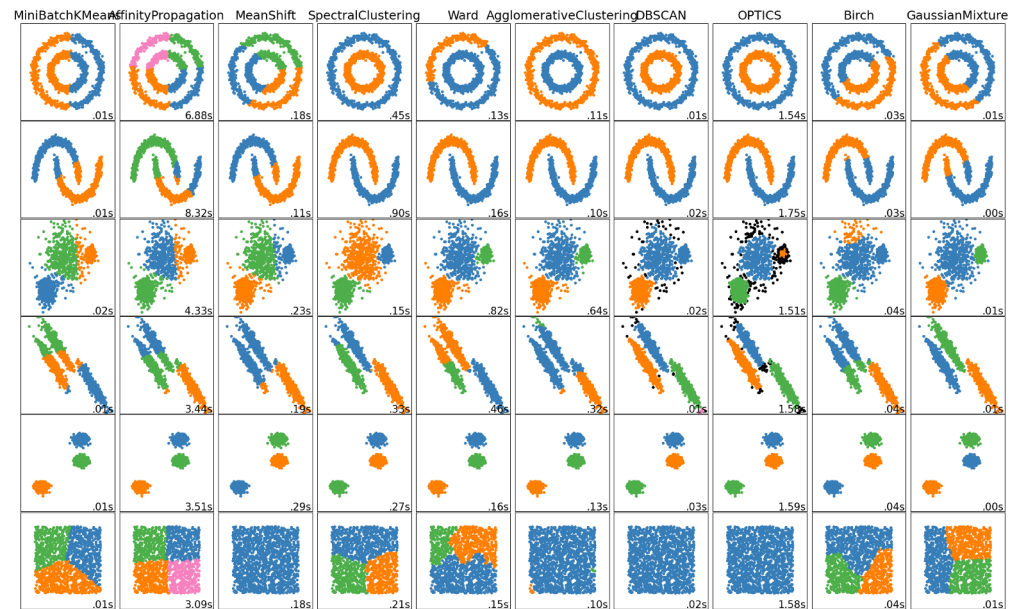 MiniBatchKMeans AffinityPropagation MeanShift SpectralClustering Ward AgglomerativeClustering DBSCAN OPTICS Birch GaussianMixture
.01s 6.88s .18s .45s .13s .11s .01s 1.54s .03s .01s
.01s 8.32s .11s .90s .16s .10s .02s 1.75s .03s .00s
.02s 4.33s .23s .15s .82s .64s .02s 1.51s .04s .01s
.01s 3.44s .19s .33s .46s .32s .01s 1.58s .04s .01s
.01s 3.51s .29s .27s .16s .13s .03s 1.59s .04s .00s
.01s 3.09s .18s .21s .15s .10s .02s 1.58s .04s .01s